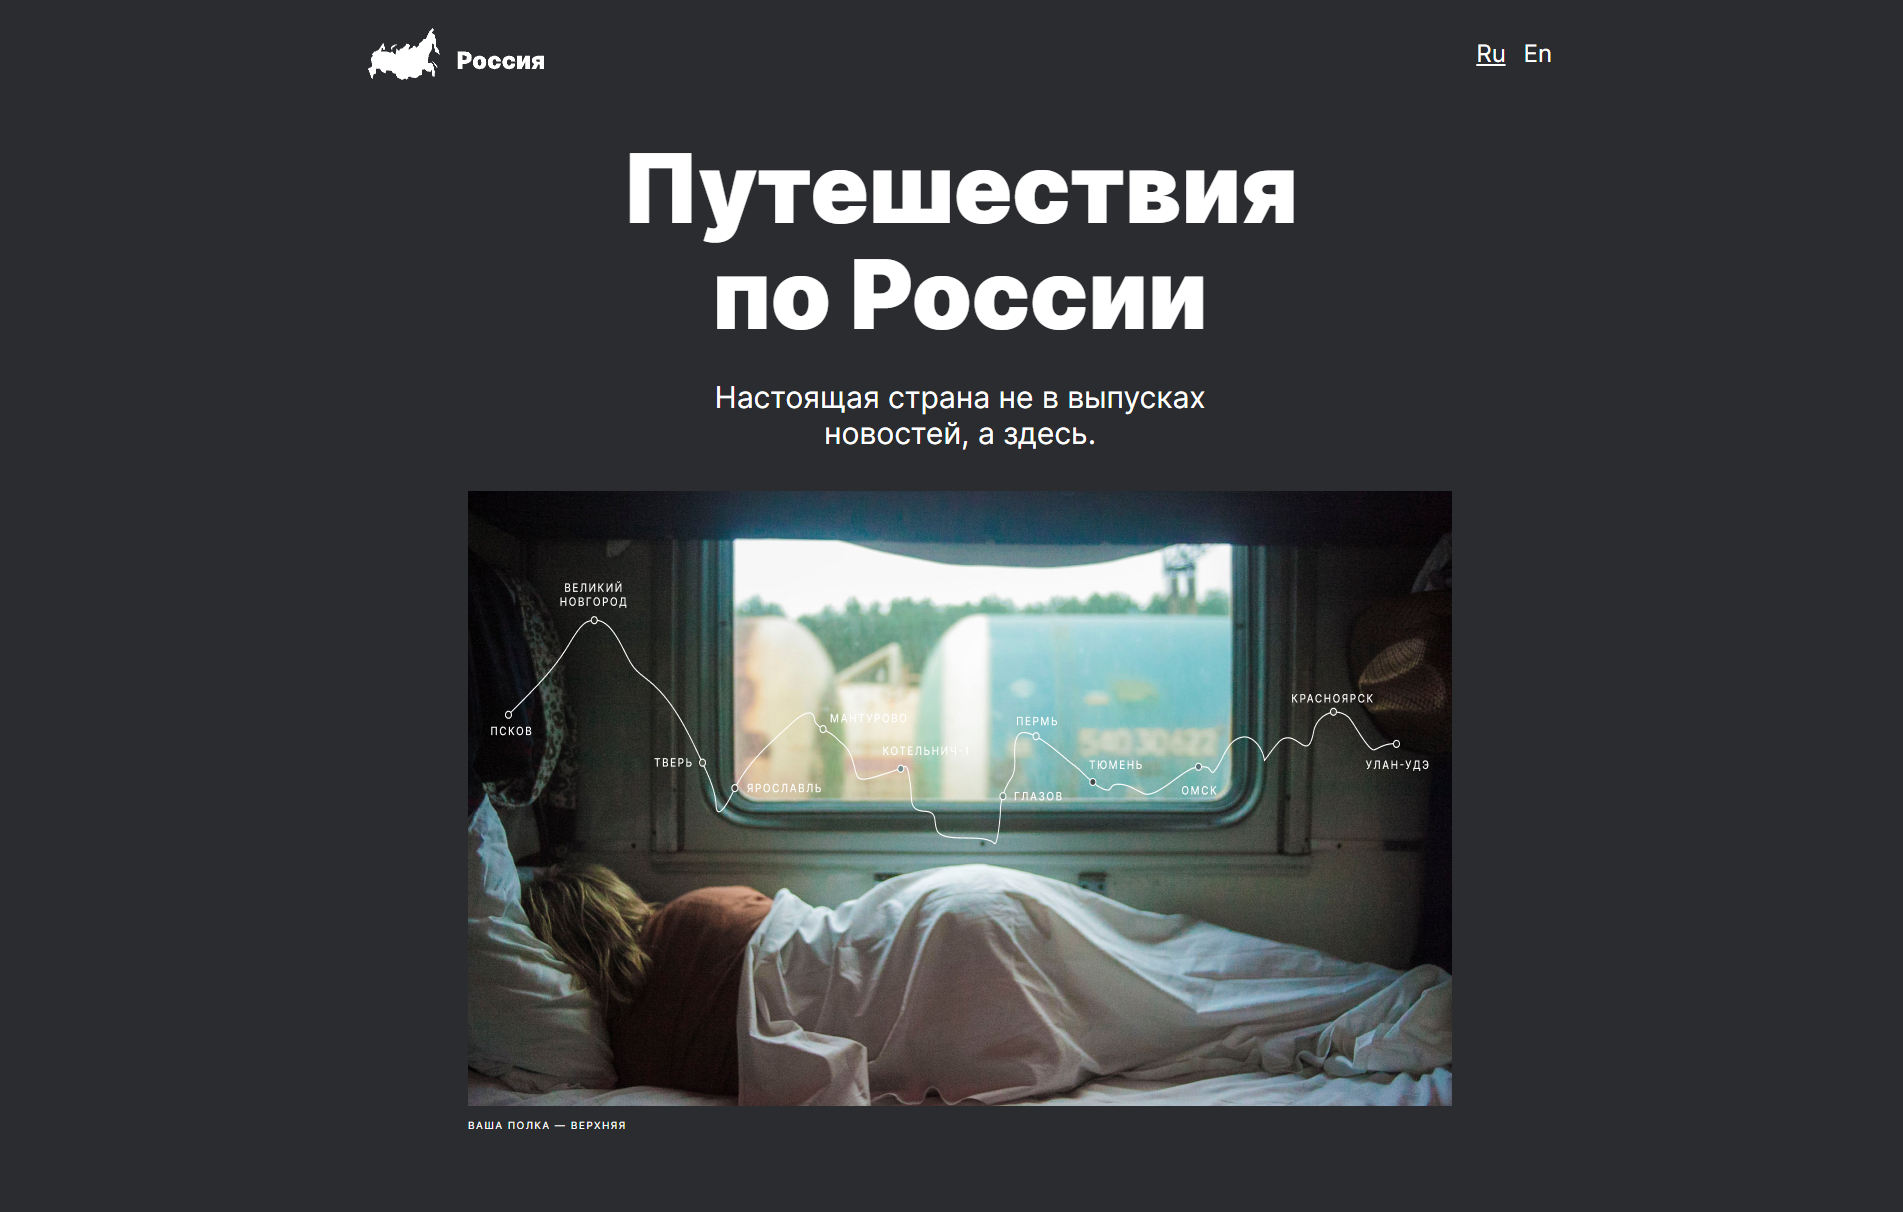 Россия
Ru En
Путешествия
по России
Настоящая страна не в выпусках
новостей, а здесь.
ВЕЛИКИЙ
НОВГОРОД
ПСКОВ
ТВЕРЬ
ЯРОСЛАВЛЬ
МАНТУРОВО
КОТЕЛЬНИЧ-1
ГЛАЗОВ
ПЕРМЬ
ТЮМЕНЬ
ОМСК
КРАСНОЯРСК
УЛАН-УДЭ
54030622
ВАША ПОЛКА — ВЕРХНЯЯ